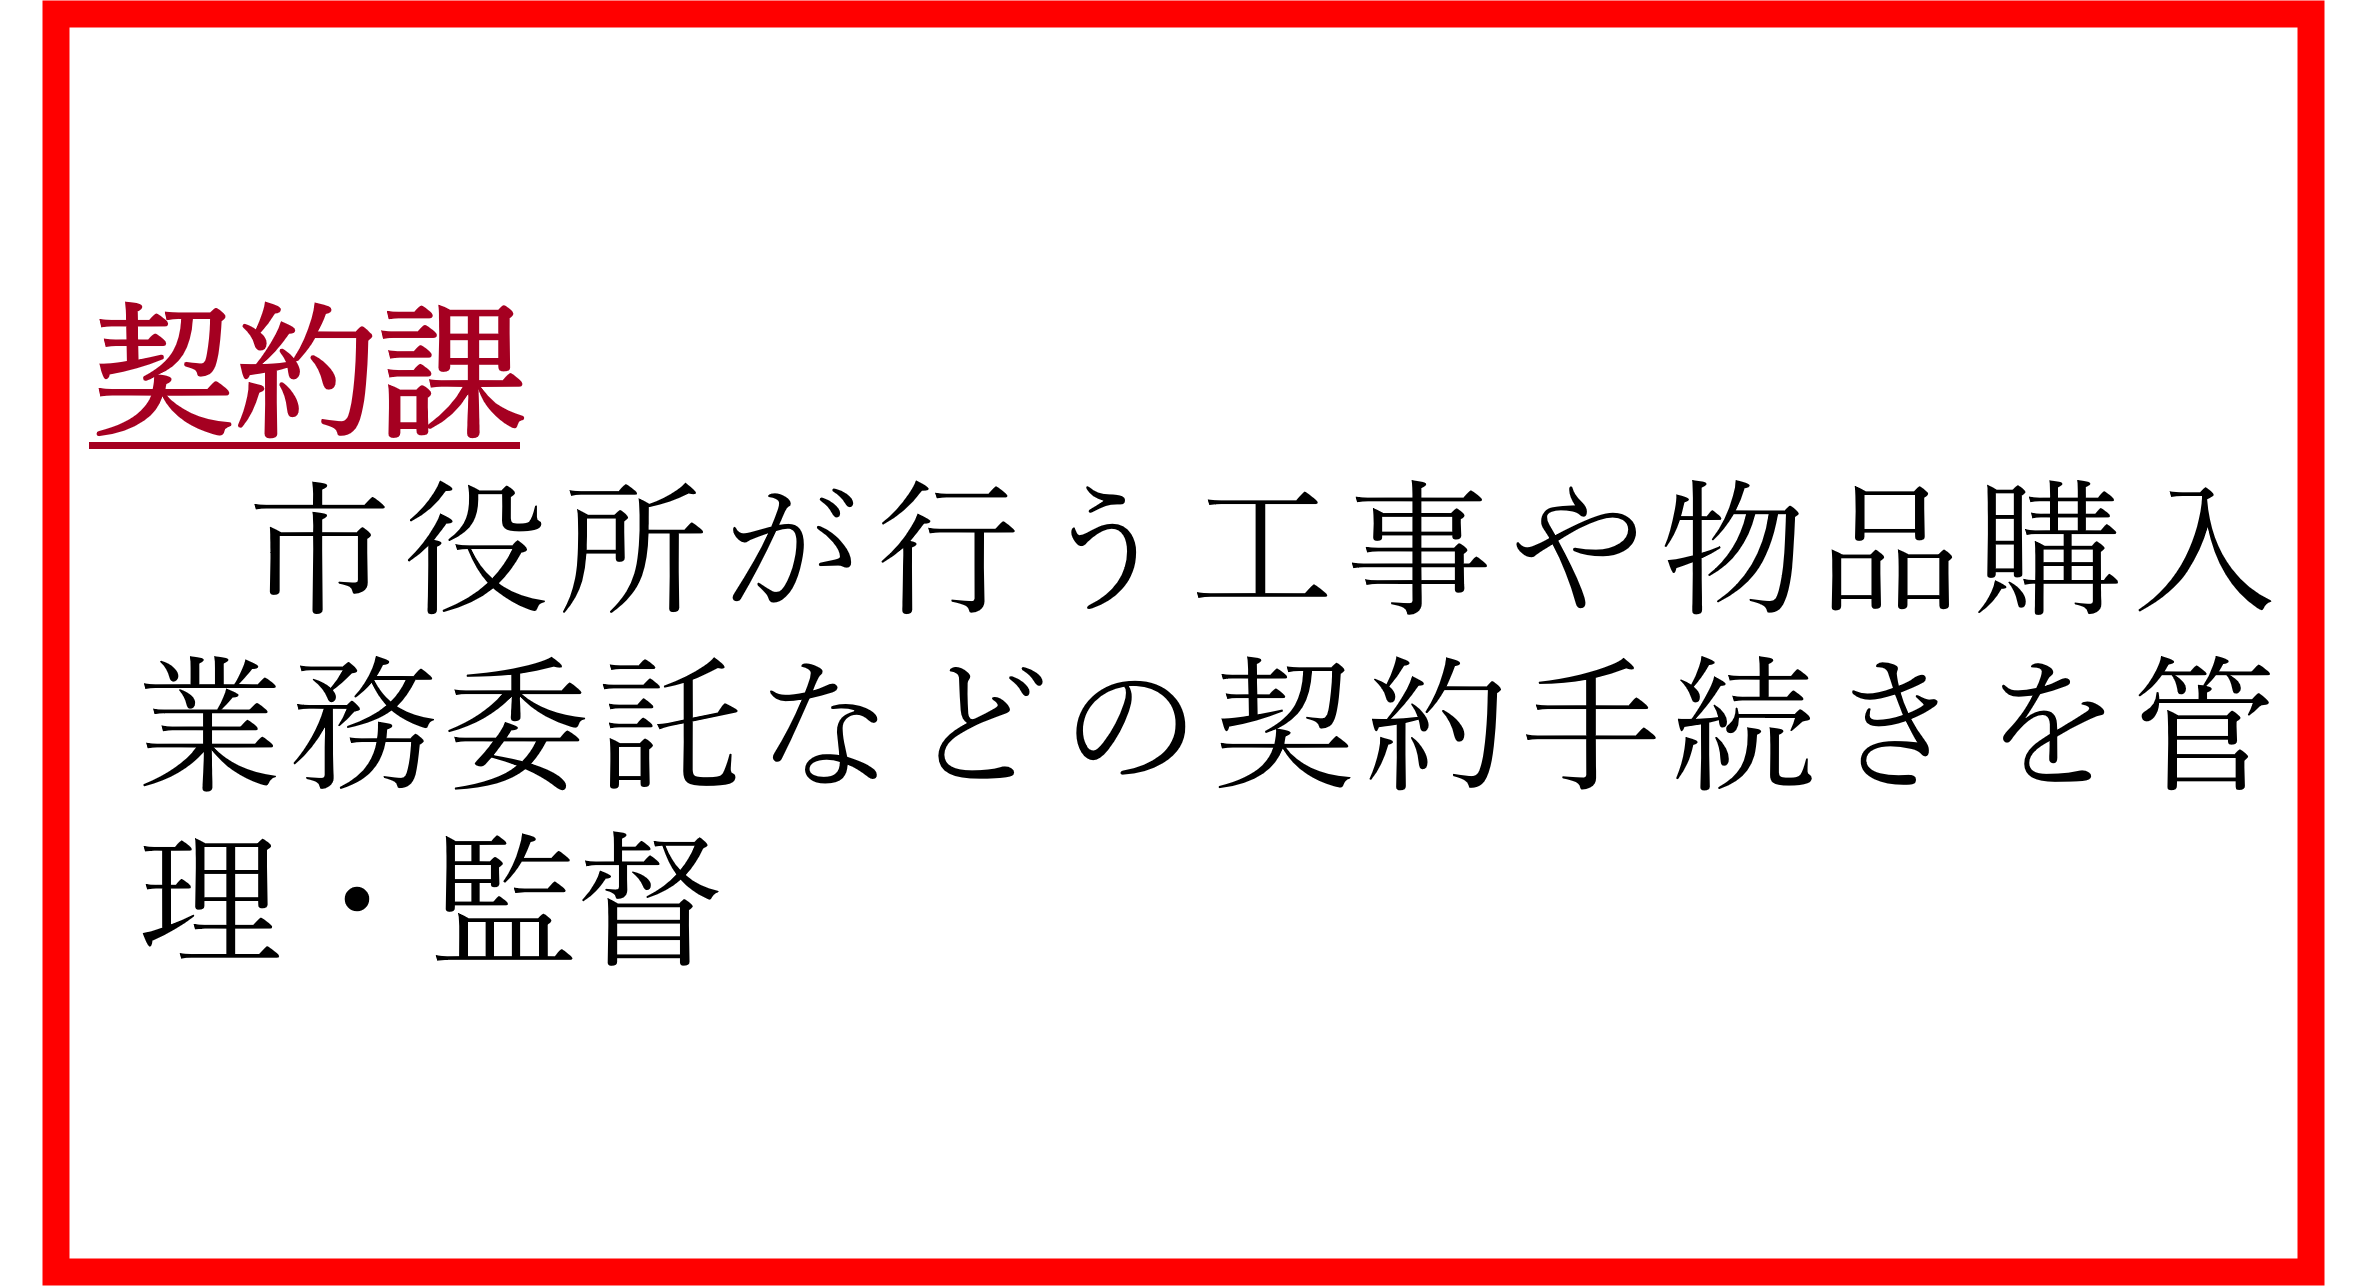 契約課
市役所が行う工事や物品購入
業務委託などの契約手続きを管
理・監督